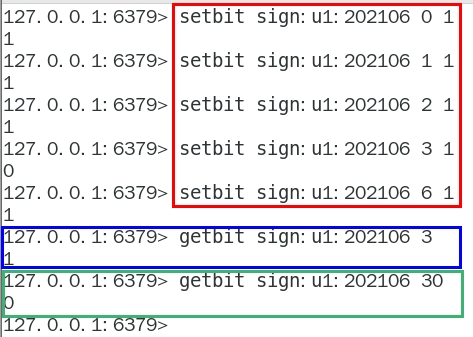 127.0.0.1:6379> setbit sign:u1:202106 0 1
1
127.0.0.1:6379> setbit sign:u1:202106 1 1
1
127.0.0.1:6379> setbit sign:u1:202106 2 1
1
127.0.0.1:6379> setbit sign:u1:202106 3 1
0
127.0.0.1:6379> setbit sign:u1:202106 6 1
1
127.0.0.1:6379> getbit sign:u1:202106 3
1
127.0.0.1:6379> getbit sign:u1:202106 30
0
127.0.0.1:6379>